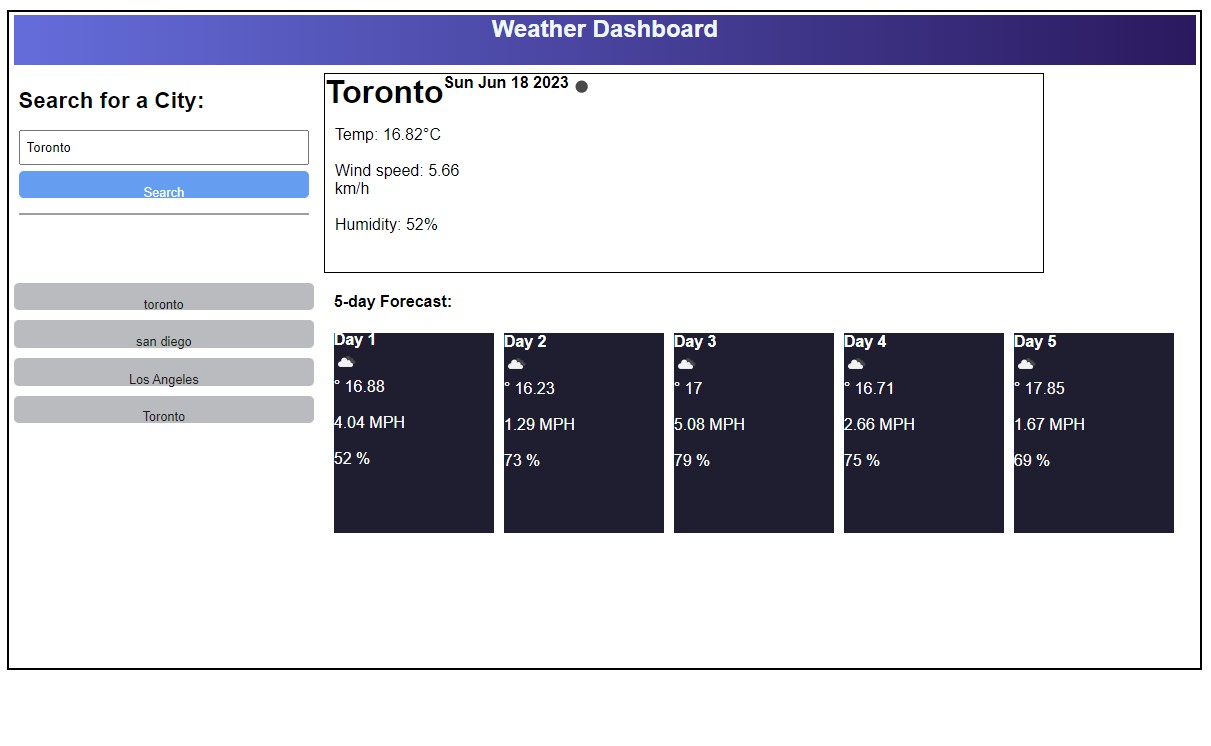 Weather Dashboard
Search for a City:
Toronto
Search
toronto
san diego
Los Angeles
Toronto
Toronto Sun Jun 18 2023
Temp: 16.82°C
Wind speed: 5.66
km/h
Humidity: 52%
5-day Forecast:
Day 1
° 16.88
4.04 MPH
52 %
Day 2
° 16.23
1.29 MPH
73 %
Day 3
° 17
5.08 MPH
79 %
Day 4
° 16.71
2.66 MPH
75 %
Day 5
° 17.85
1.67 MPH
69 %